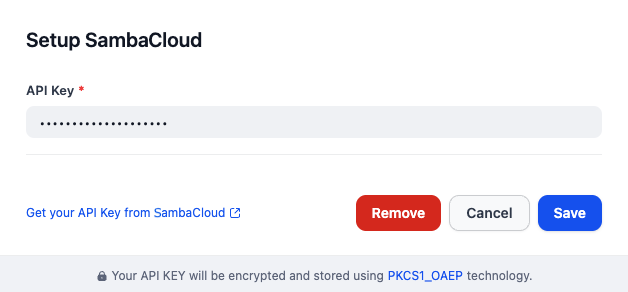 Setup SambaCloud
API Key *
••••••••••••••••••••
Get your API Key from SambaCloud
Remove
Cancel
Save
Your API KEY will be encrypted and stored using PKCS1_OAEP technology.